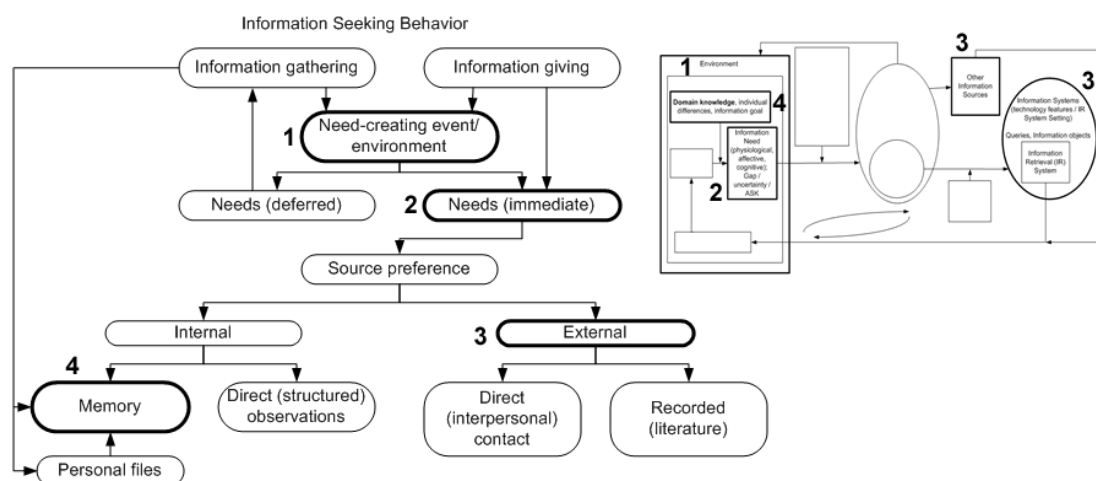 Information Seeking Behavior
Information gathering
Information giving
1
Need-creating event/
environment
Needs (deferred)
2
Needs (immediate)
Source preference
Internal
3
External
4
Memory
Direct (structured)
observations
Direct
(interpersonal)
contact
Recorded
(literature)
Personal files
1
Environment
Domain knowledge, individual
differences, information goal
4
Information
Need
(physiological,
affective,
cognitive);
Gap /
uncertainty /
ASK
2
3
Other
Information
Sources
3
Information Systems
(technology features / IR
System Setting)
Queries, Information objects
Information
Retrieval (IR)
System